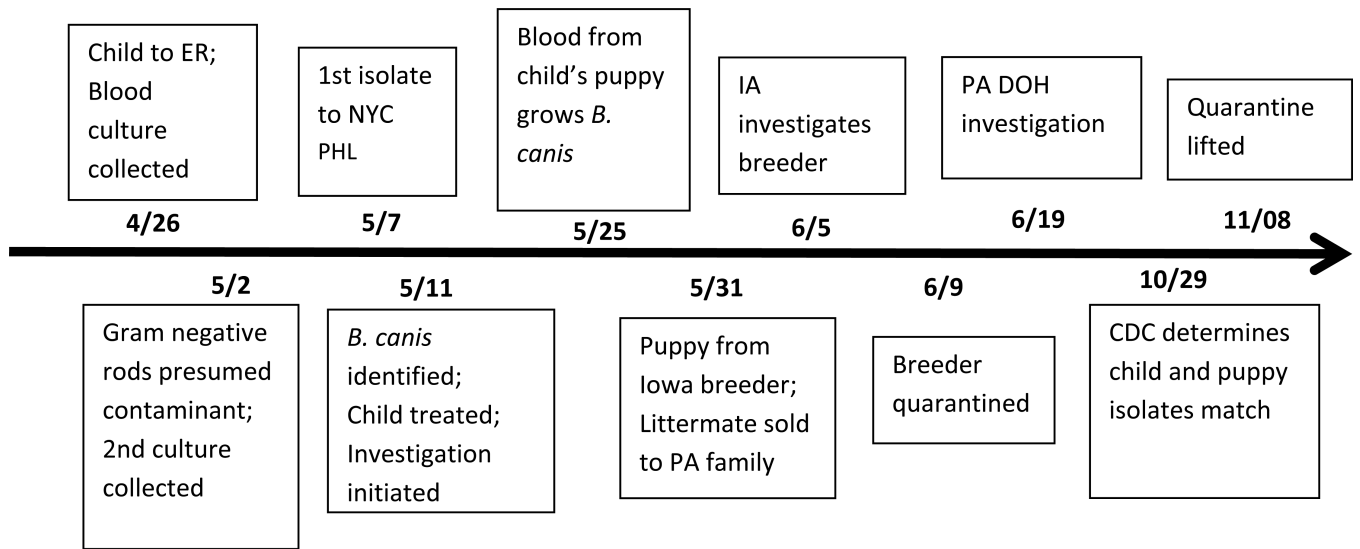 Child to ER;
Blood
culture
collected
4/26
1st isolate
to NYC
PHL
5/7
Blood from
child’s puppy
grows B.
canis
5/25
IA
investigates
breeder
6/5
PA DOH
investigation
6/19
Quarantine
lifted
11/08
5/2
Gram negative
rods presumed
contaminant;
2nd culture
collected
5/11
B. canis
identified;
Child treated;
Investigation
initiated
5/31
Puppy from
Iowa breeder;
Littermate sold
to PA family
6/9
Breeder
quarantined
10/29
CDC determines
child and puppy
isolates match